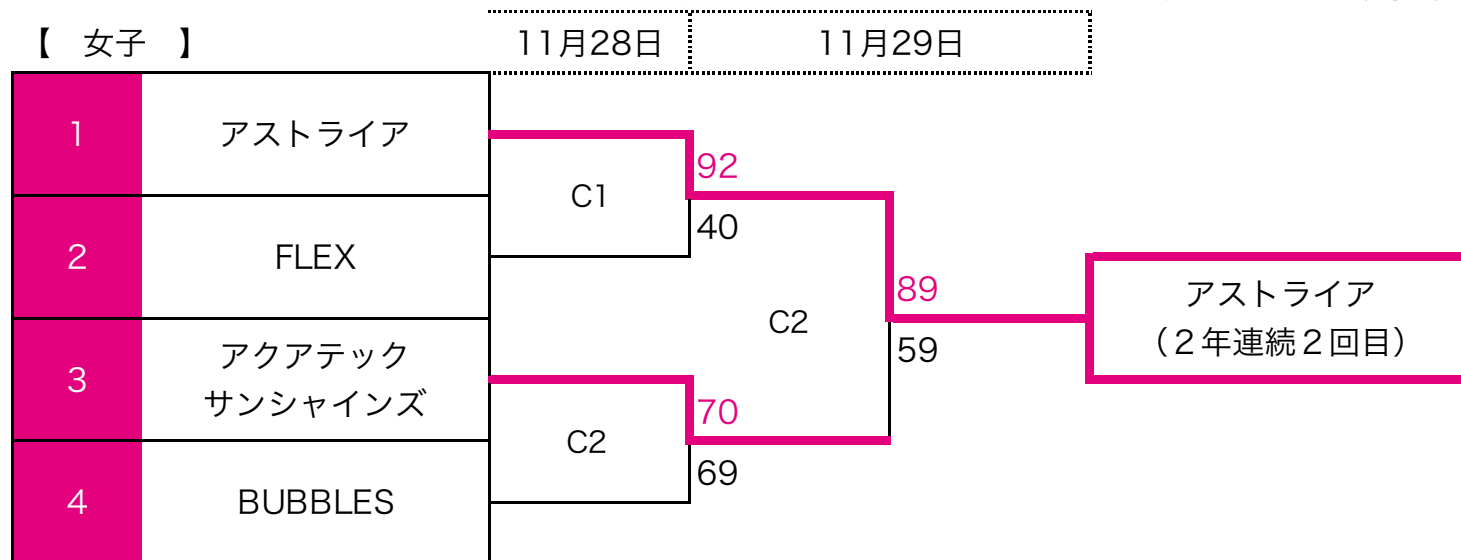 【　女子　】
11月28日
11月29日
1
アストライア
2
FLEX
3
アクアテック
サンシャインズ
4
BUBBLES
C1
92
40
C2
70
69
C2
89
59
アストライア
（２年連続２回目）